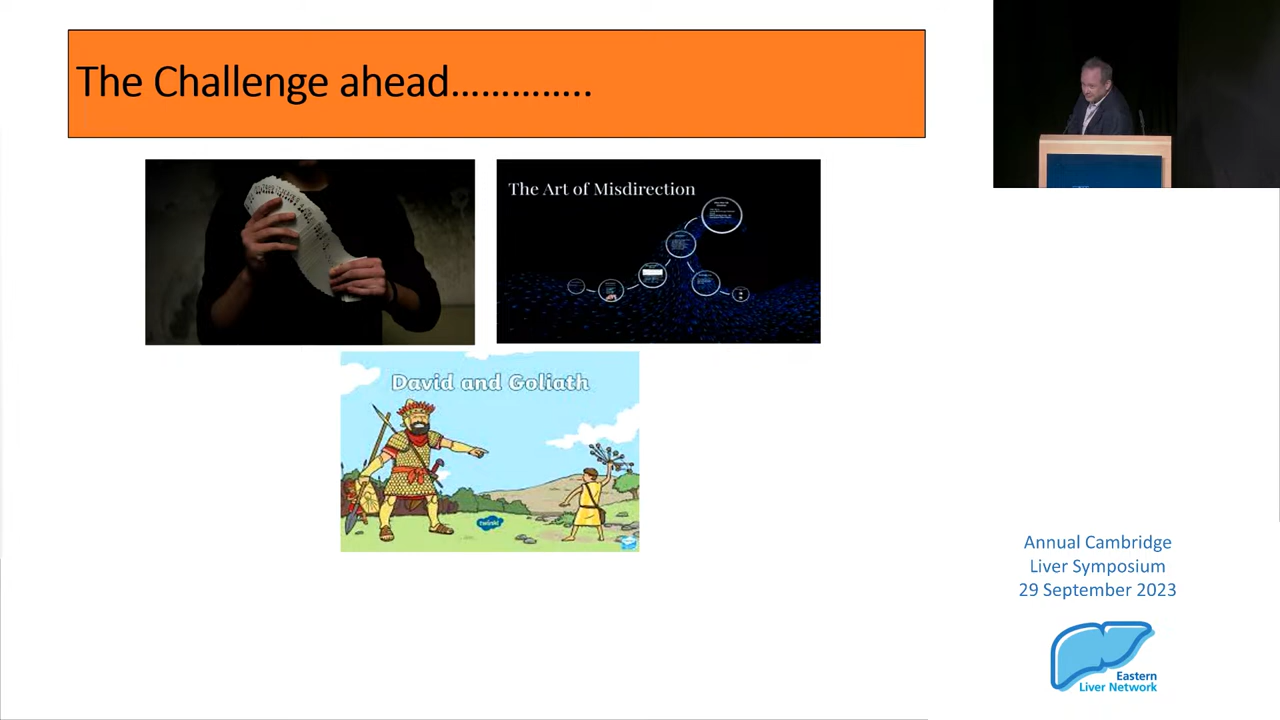 The Challenge ahead…………..
The Art of Misdirection
David and Goliath
twinkl
Annual Cambridge
Liver Symposium
29 September 2023
Eastern
Liver Network